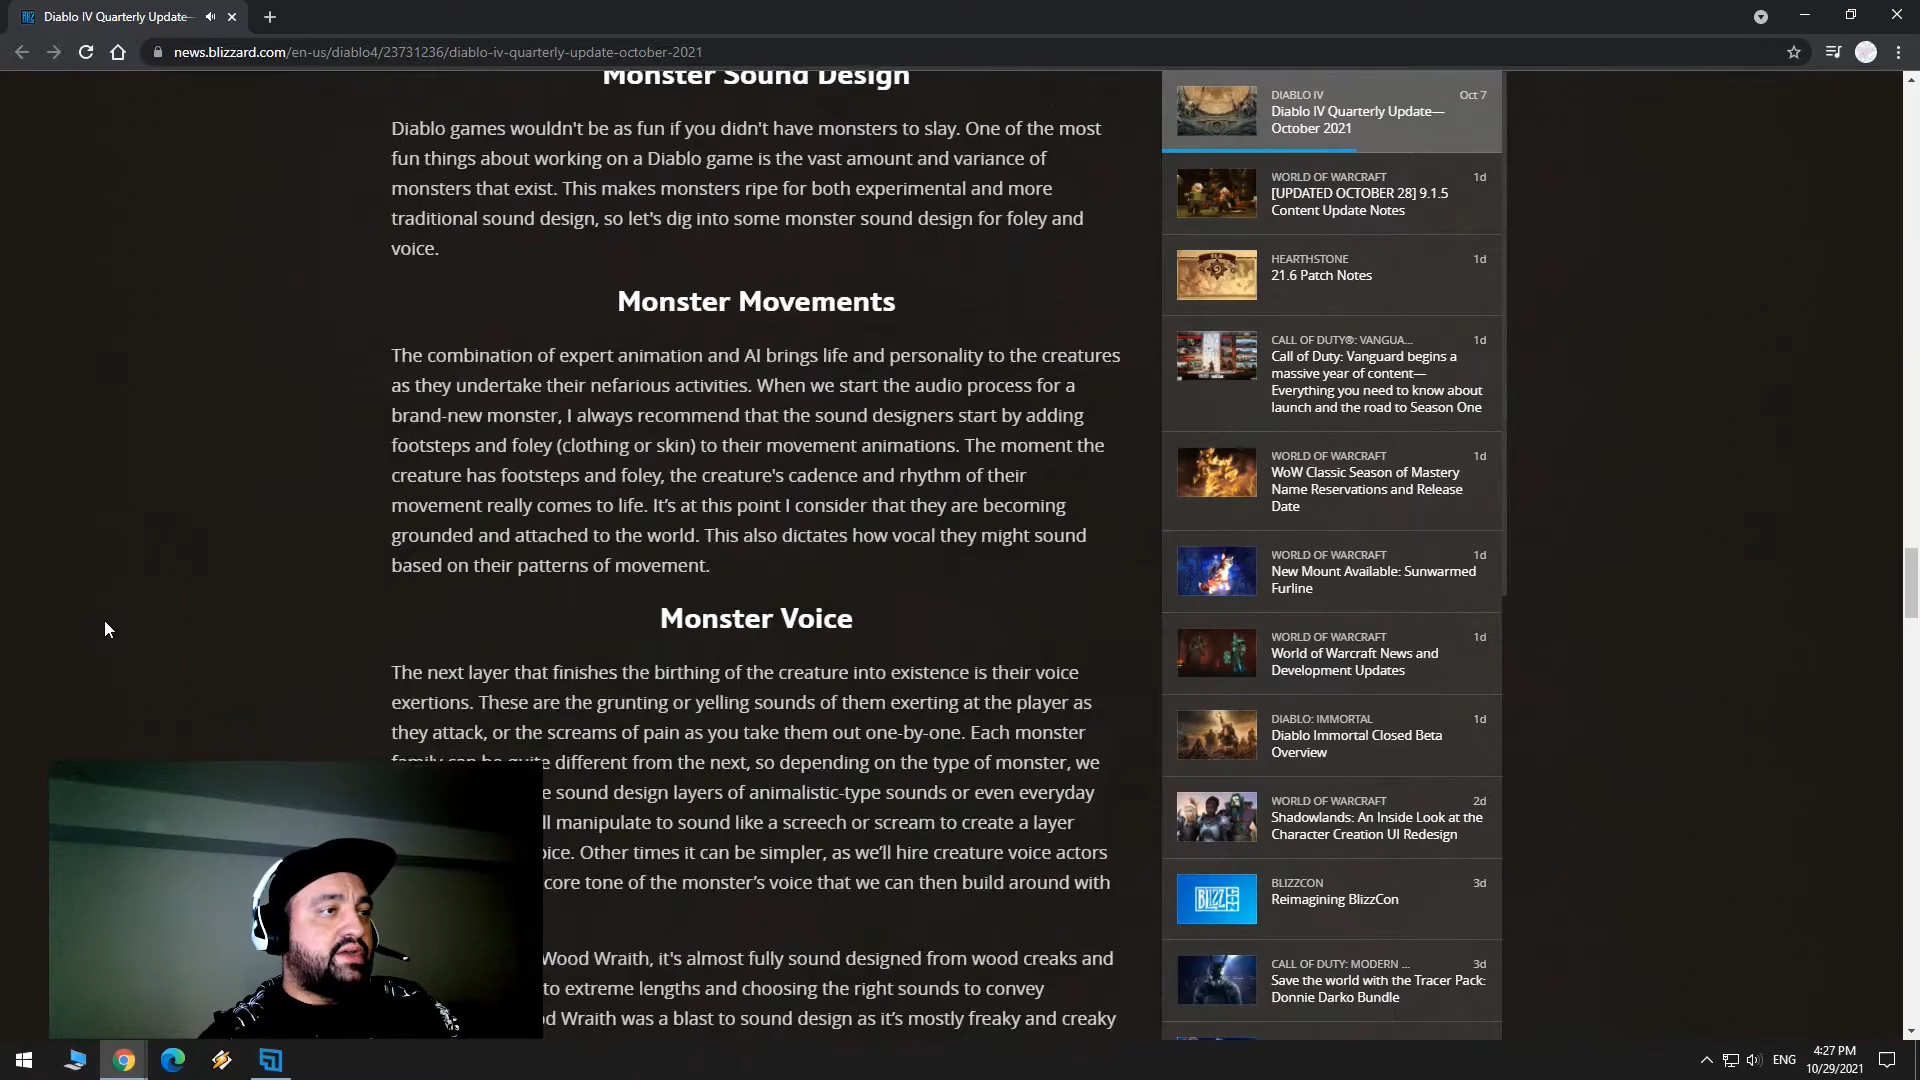 Diablo IV Quarterly Update
news.blizzard.com/en-us/diablo4/23731236/diablo-iv-quarterly-update-october-2021
Monster Sound Design
Diablo games wouldn't be as fun if you didn't have monsters to slay. One of the most
fun things about working on a Diablo game is the vast amount and variance of
monsters that exist. This makes monsters ripe for both experimental and more
traditional sound design, so let's dig into some monster sound design for foley and
voice.
Monster Movements
The combination of expert animation and AI brings life and personality to the creatures
as they undertake their nefarious activities. When we start the audio process for a
brand-new monster, I always recommend that the sound designers start by adding
footsteps and foley (clothing or skin) to their movement animations. The moment the
creature has footsteps and foley, the creature's cadence and rhythm of their
movement really comes to life. It’s at this point I consider that they are becoming
grounded and attached to the world. This also dictates how vocal they might sound
based on their patterns of movement.
Monster Voice
The next layer that finishes the birthing of the creature into existence is their voice
exertions. These are the grunting or yelling sounds of them exerting at the player as
they attack, or the screams of pain as you take them out one-by-one. Each monster
family can be quite different from the next, so depending on the type of monster, we
sound design layers of animalistic-type sounds or even everyday
manipulate to sound like a screech or scream to create a layer
Other times it can be simpler, as we’ll hire creature voice actors
core tone of the monster’s voice that we can then build around with
Wood Wraith, it's almost fully sound designed from wood creaks and
to extreme lengths and choosing the right sounds to convey
Wraith was a blast to sound design as it’s mostly freaky and creaky
DIABLO IV
Oct 7
Diablo IV Quarterly Update—
October 2021
WORLD OF WARCRAFT
1d
[UPDATED OCTOBER 28] 9.1.5
Content Update Notes
HEARTHSTONE
1d
21.6 Patch Notes
CALL OF DUTY®: VANGUA...
1d
Call of Duty: Vanguard begins a
massive year of content—
Everything you need to know about
launch and the road to Season One
WORLD OF WARCRAFT
1d
WoW Classic Season of Mastery
Name Reservations and Release
Date
WORLD OF WARCRAFT
1d
New Mount Available: Sunwarmed
Furline
WORLD OF WARCRAFT
1d
World of Warcraft News and
Development Updates
DIABLO: IMMORTAL
1d
Diablo Immortal Closed Beta
Overview
WORLD OF WARCRAFT
2d
Shadowlands: An Inside Look at the
Character Creation UI Redesign
BLIZZCON
3d
Reimagining BlizzCon
CALL OF DUTY: MODERN ...
3d
Save the world with the Tracer Pack:
Donnie Darko Bundle
ENG
4:27 PM
10/29/2021